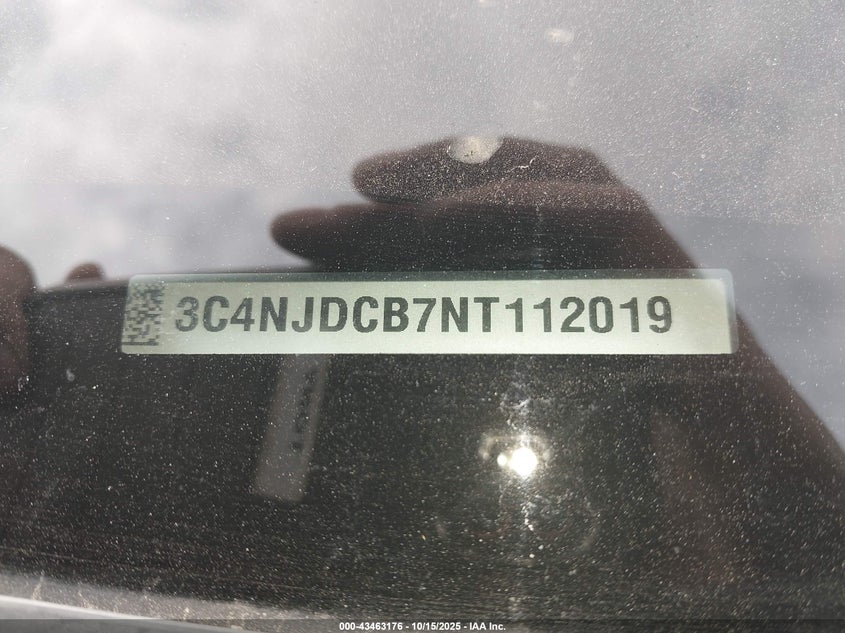 3C4NJDCB7NT112019
000-43463176 - 10/15/2025 - IAA Inc.